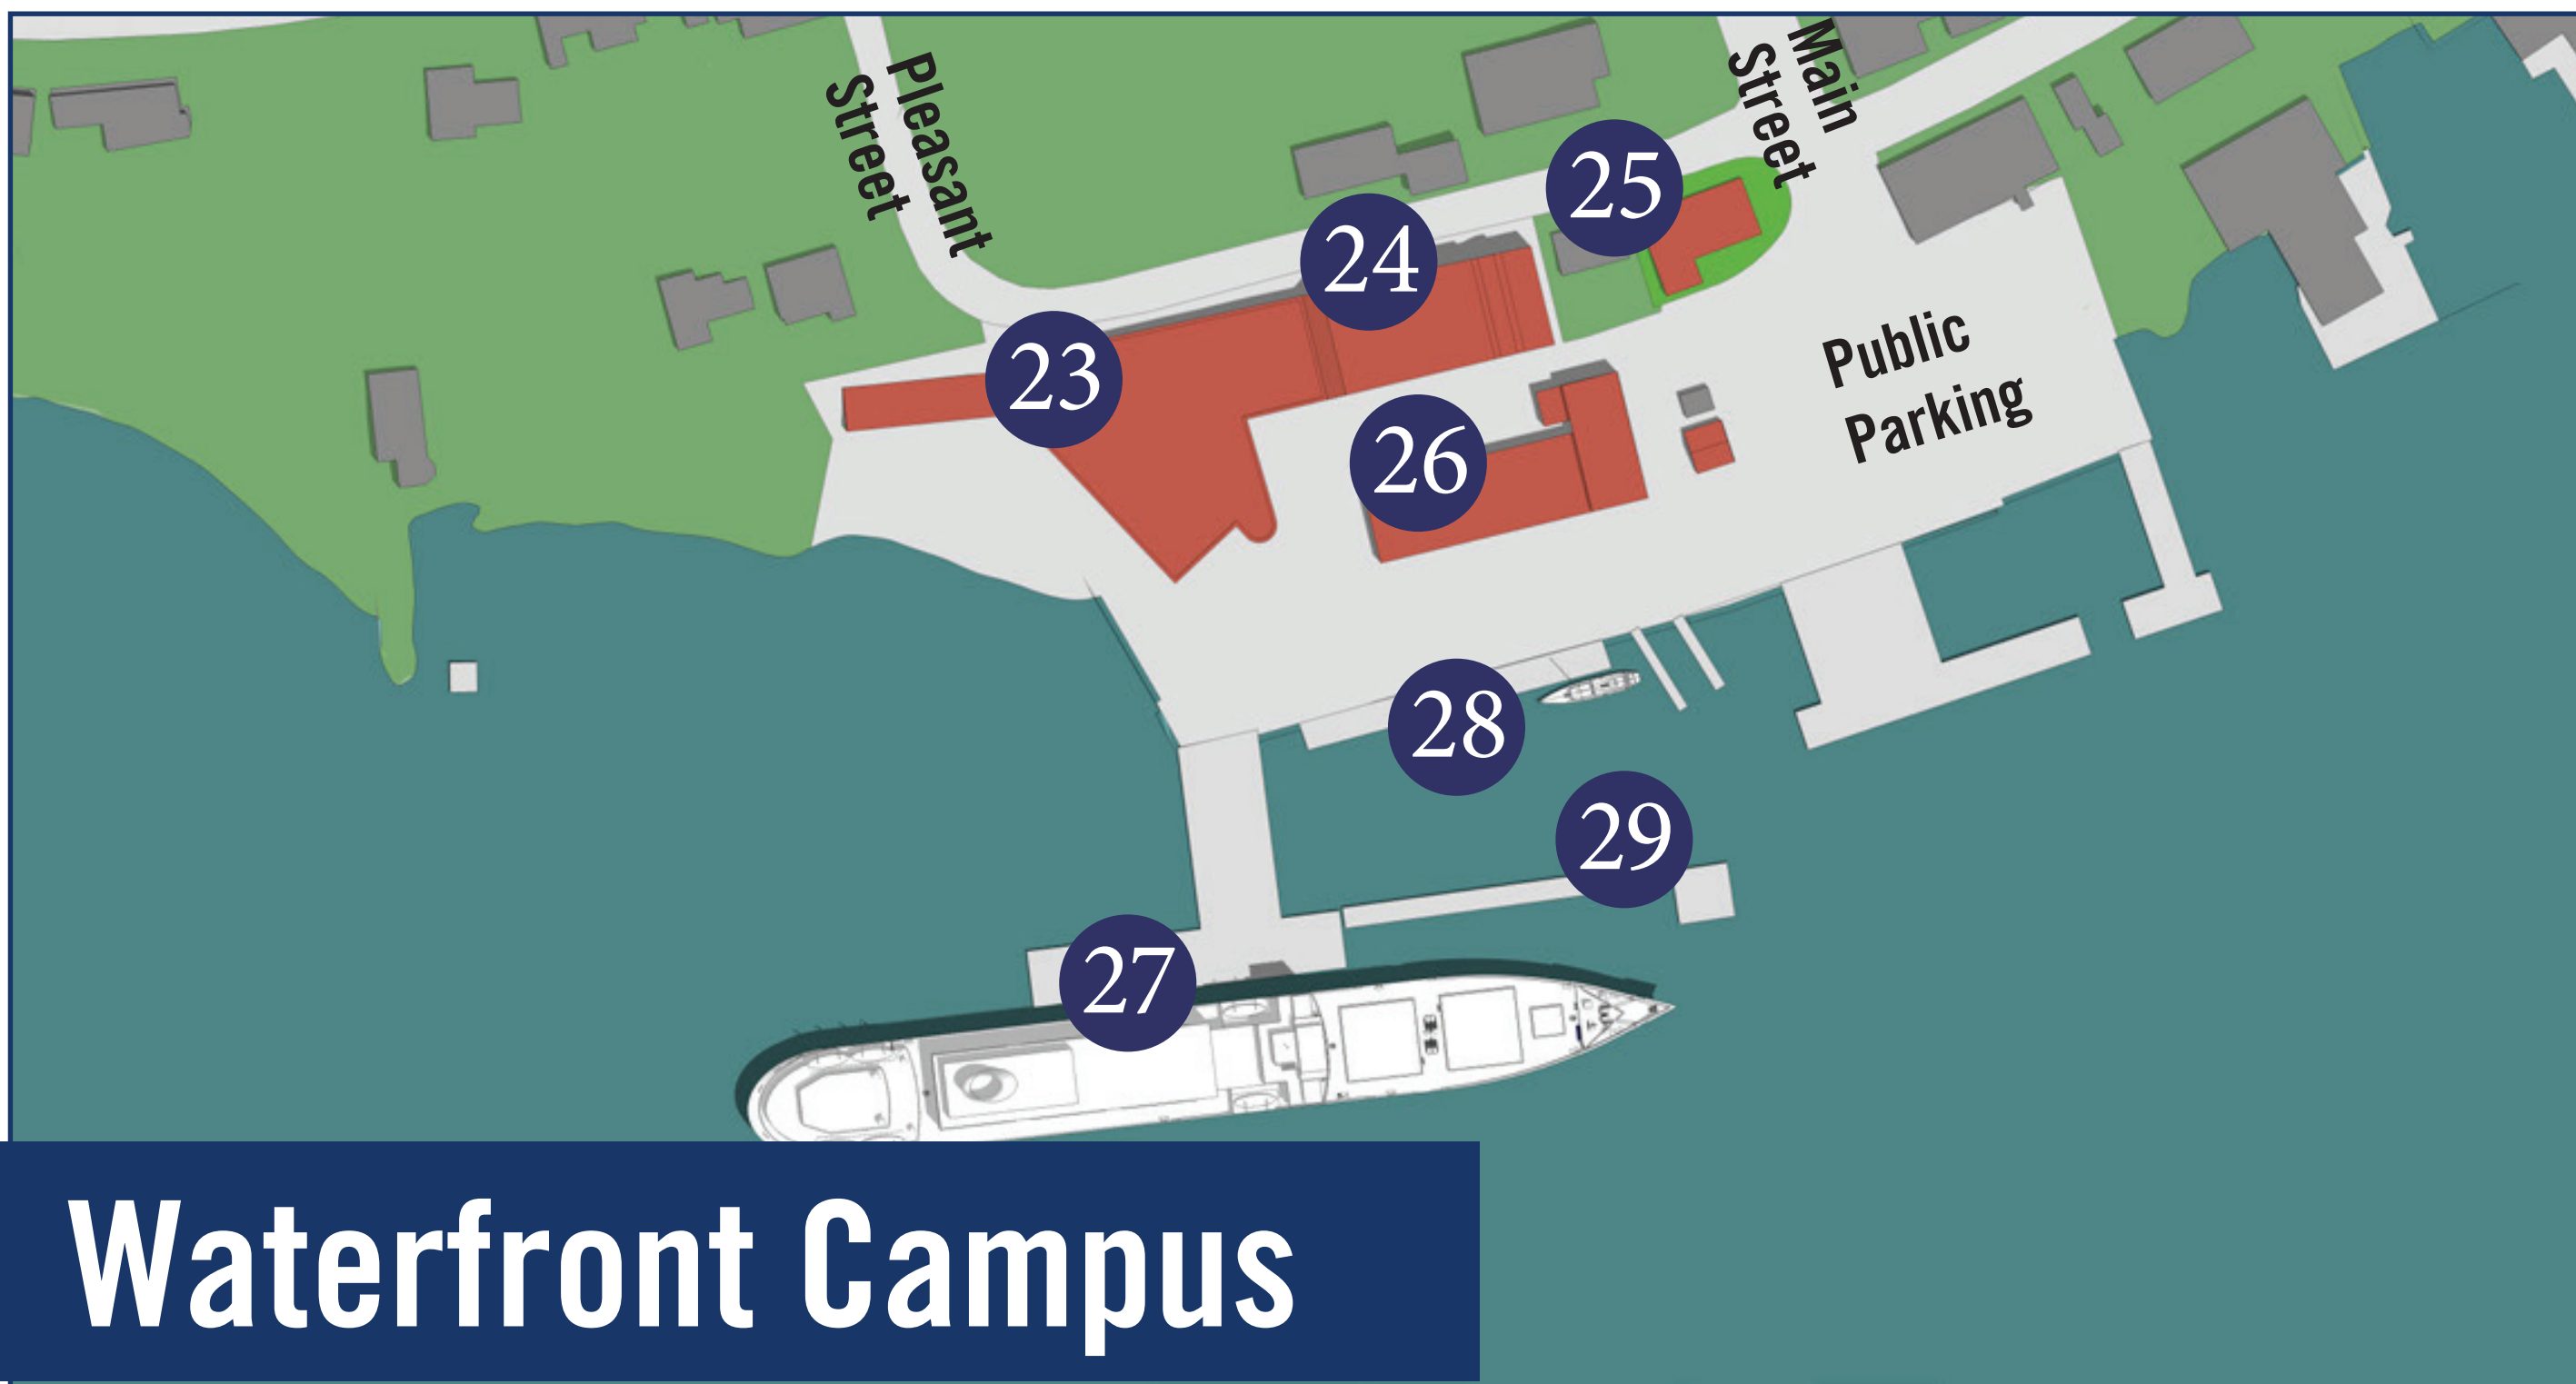 Pleasant
Street
Main
Street
25
24
23
Public
Parking
26
28
29
27
Waterfront Campus